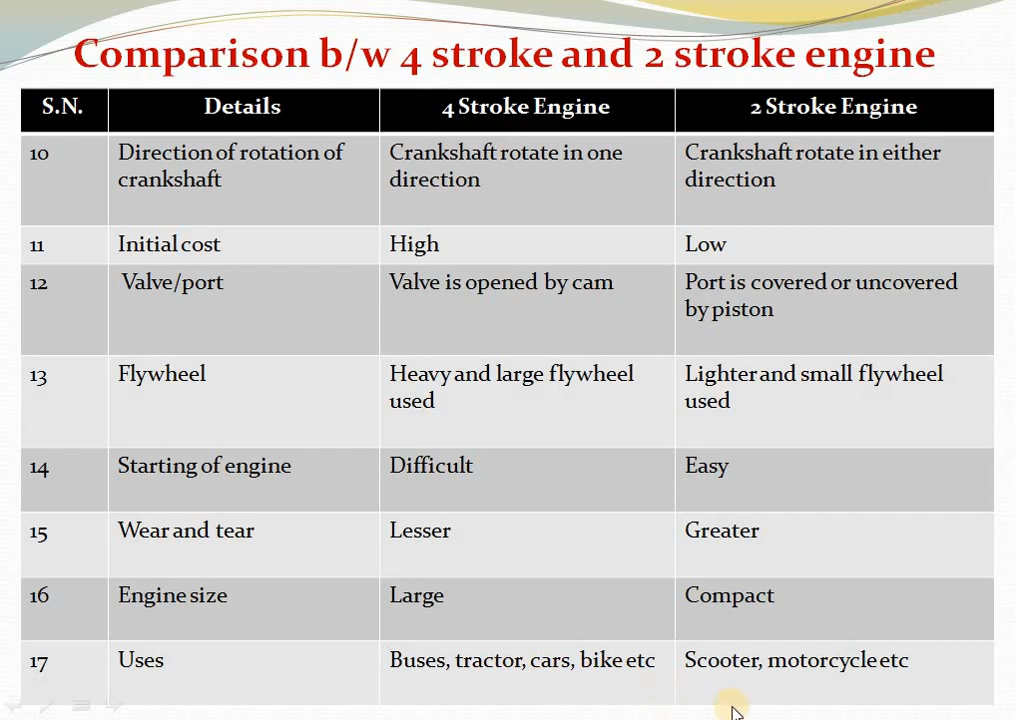 Comparison b/w 4 stroke and 2 stroke engine
S.N. Details 4 Stroke Engine 2 Stroke Engine
10 Direction of rotation of Crankshaft rotate in one Crankshaft rotate in either
crankshaft direction direction
11 Initial cost High Low
12 Valve/port Valve is opened by cam Port is covered or uncovered
by piston
13 Flywheel Heavy and large flywheel Lighter and small flywheel
used used
14 Starting of engine Difficult Easy
15 Wear and tear Lesser Greater
16 Engine size Large Compact
17 Uses Buses, tractor, cars, bike etc Scooter, motorcycle etc